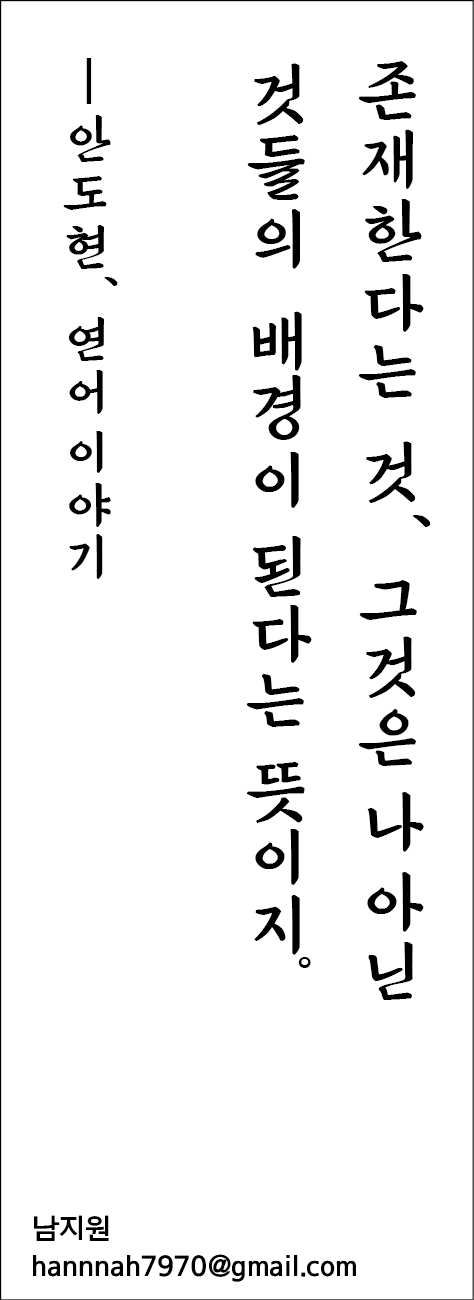 존재한다는 것、 그것은 나 아닌
것들의 배경이 된다는 뜻이지。
—안도현、 연어 이야기
남지원
hannnah7970@gmail.com